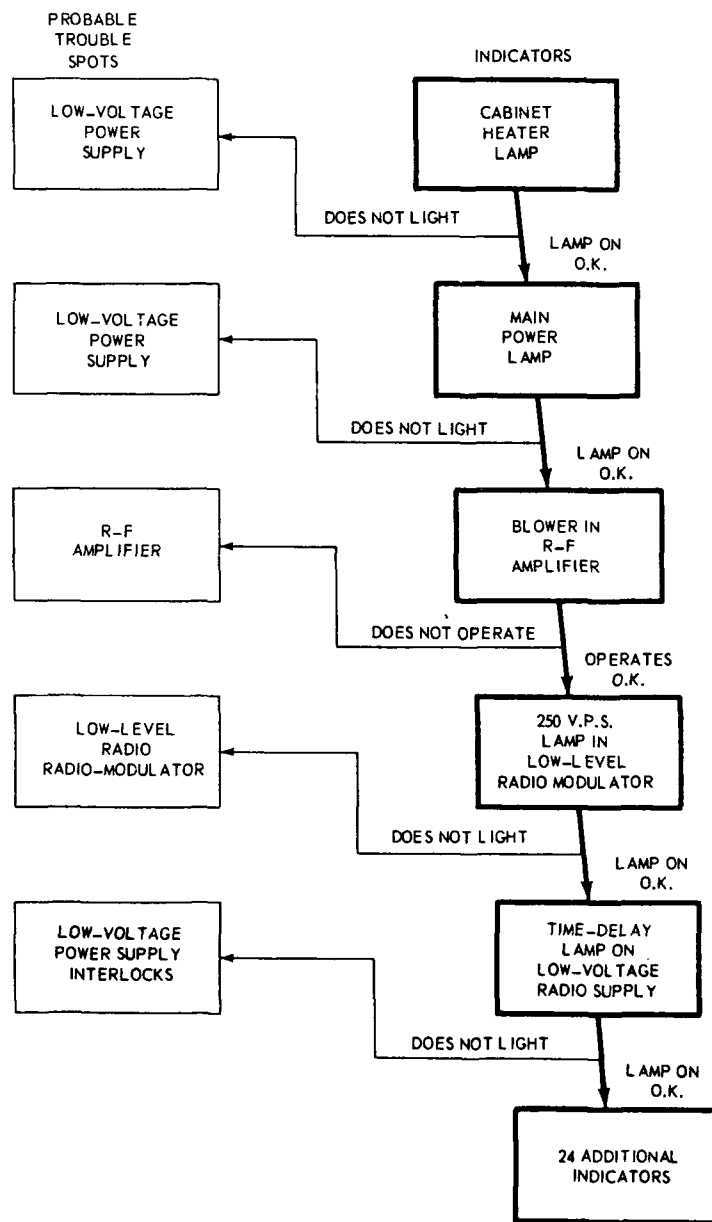 PROBABLE
TROUBLE
SPOTS
INDICATORS
LOW-VOLTAGE
POWER
SUPPLY
CABINET
HEATER
LAMP
DOES NOT LIGHT
LAMP ON
O.K.
LOW-VOLTAGE
POWER
SUPPLY
MAIN
POWER
LAMP
DOES NOT LIGHT
LAMP ON
O.K.
R-F
AMPLIFIER
BLOWER IN
R-F
AMPLIFIER
DOES NOT OPERATE
OPERATES
O.K.
LOW-LEVEL
RADIO
RADIO-MODULATOR
250 V.P.S.
LAMP IN
LOW-LEVEL
RADIO MODULATOR
DOES NOT LIGHT
LAMP ON
O.K.
LOW-VOLTAGE
POWER SUPPLY
INTERLOCKS
TIME-DELAY
LAMP ON
LOW-VOLTAGE
RADIO SUPPLY
DOES NOT LIGHT
LAMP ON
O.K.
24 ADDITIONAL
INDICATORS